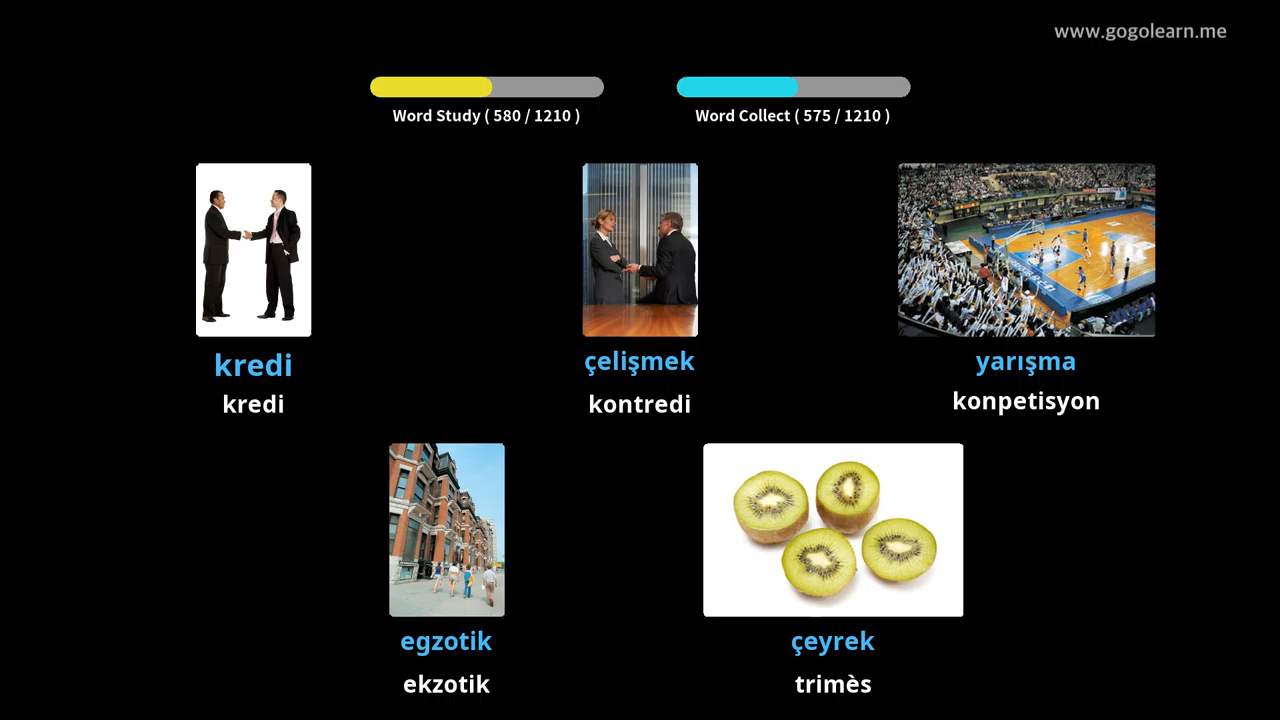 www.gogolearn.me
Word Study ( 580 / 1210 )
Word Collect ( 575 / 1210 )
kredi
kredi
çelişmek
kontredi
yarışma
konpetisyon
egzotik
ekzotik
çeyrek
trimès